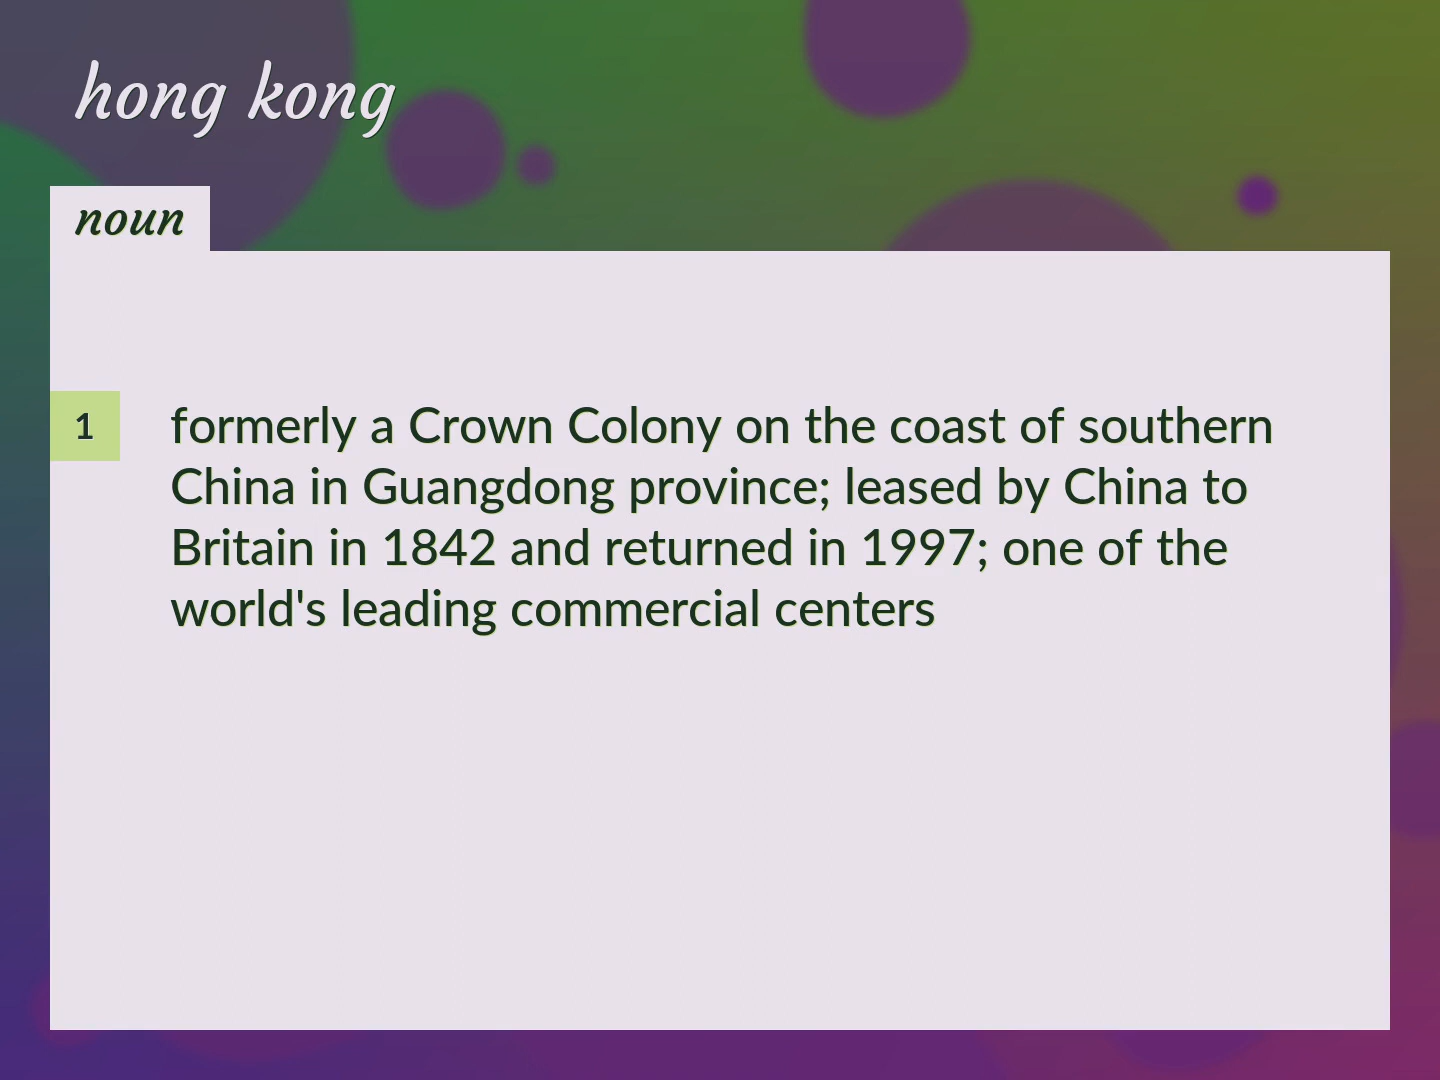 hong kong
noun
1
formerly a Crown Colony on the coast of southern
China in Guangdong province; leased by China to
Britain in 1842 and returned in 1997; one of the
world's leading commercial centers